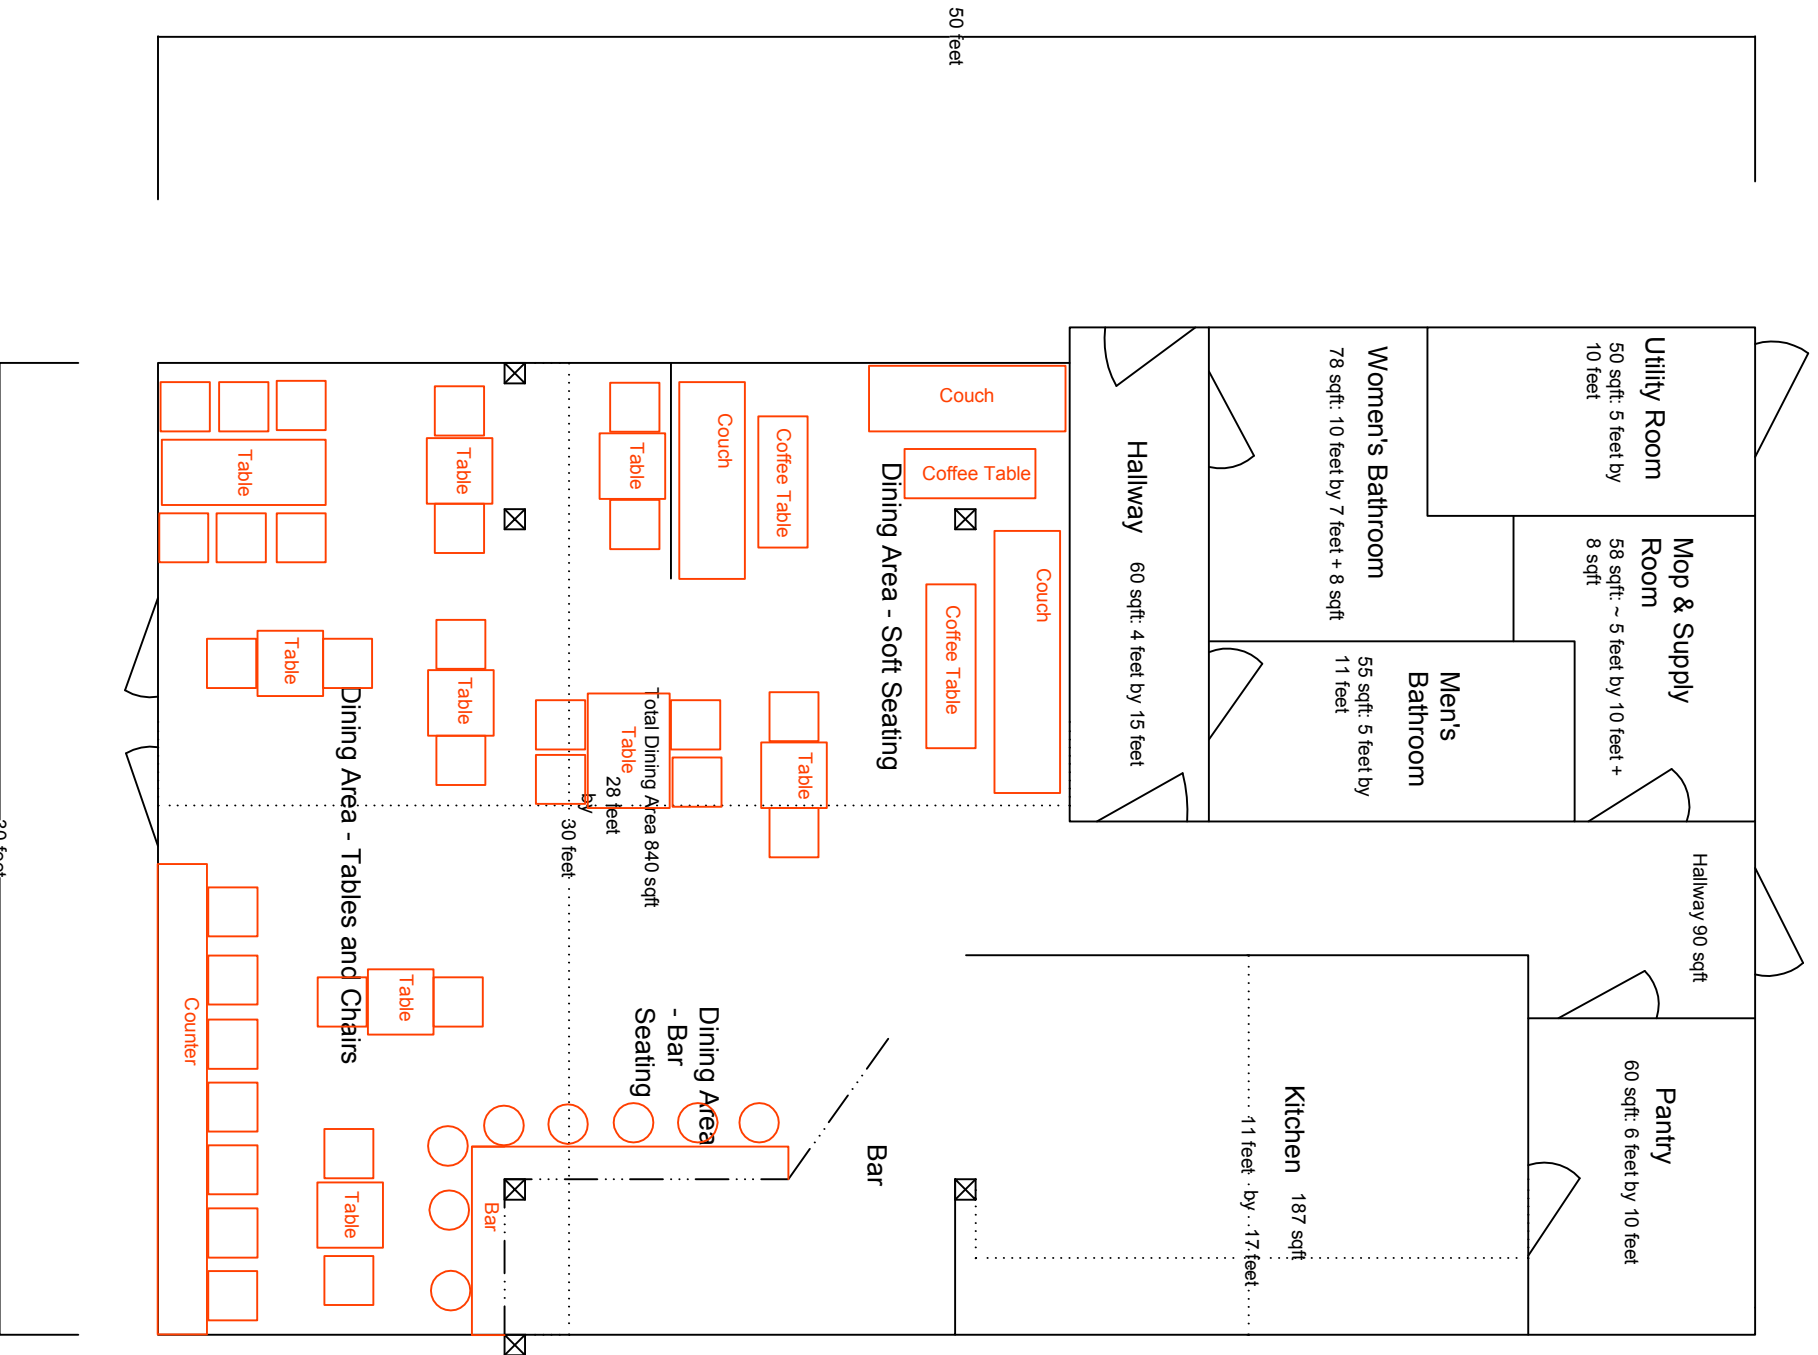 50 feet
30 feet
Utility Room
50 sqft: 5 feet by
10 feet
Mop & Supply
Room
58 sqft: ~ 5 feet by 10 feet +
8 sqft
Women's Bathroom
78 sqft: 10 feet by 7 feet + 8 sqft
Men's
Bathroom
55 sqft: 5 feet by
11 feet
Hallway 60 sqft: 4 feet by 15 feet
Hallway 90 sqft
Pantry
60 sqft: 6 feet by 10 feet
Kitchen 187 sqft
11 feet by 17 feet
Bar
Dining Area - Soft Seating
Couch
Coffee Table
Couch
Coffee Table
Couch
Coffee Table
Dining Area
- Bar
Seating
Total Dining Area 840 sqft
28 feet
by
30 feet
Dining Area - Tables and Chairs
Table
Table
Table
Table
Table
Table
Table
Table
Table
Bar
Counter